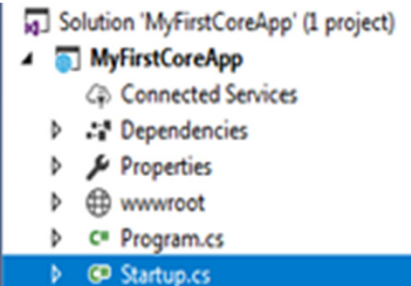 Solution 'MyFirstCoreApp' (1 project)
MyFirstCoreApp
Connected Services
Dependencies
Properties
wwwroot
C# Program.cs
C# Startup.cs